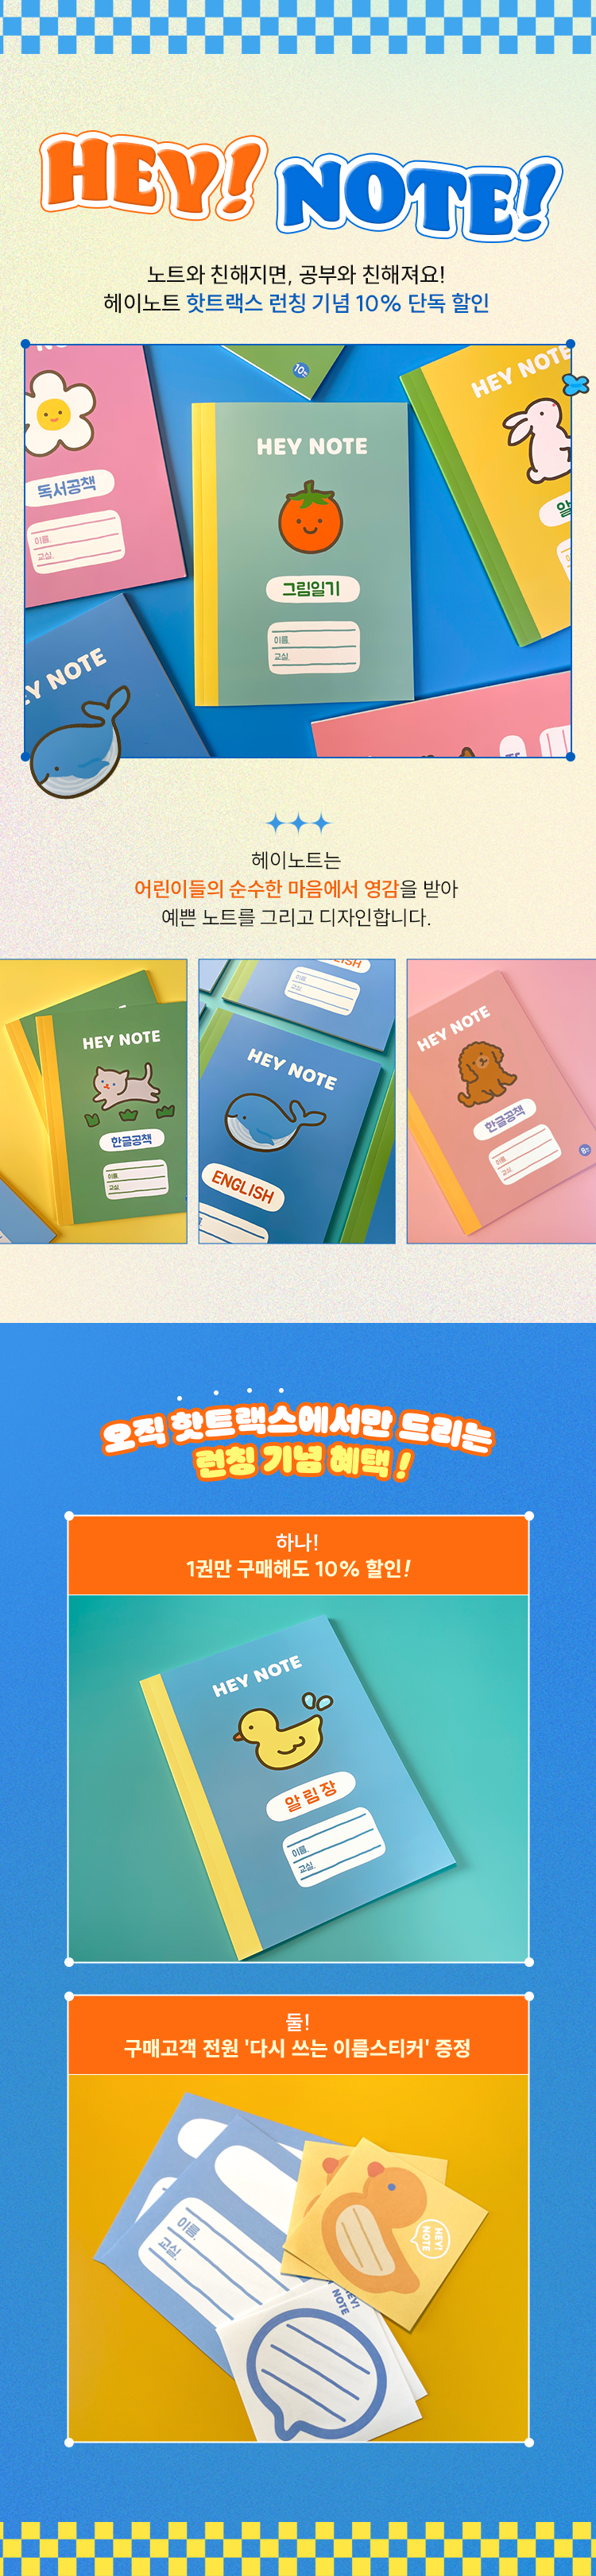 HEY! NOTE!
노트와 친해지면, 공부와 친해져요!
헤이노트 핫트랙스 런칭 기념 10% 단독 할인
독서공책
이름.
교실.
10
HEY NOTE
그림일기
이름.
교실.
HEY NOTE
알
NOTE
헤이노트는
어린이들의 순수한 마음에서 영감을 받아
예쁜 노트를 그리고 디자인합니다.
HEY NOTE
한글공책
이름.
교실.
이름.
교실.
HEY NOTE
ENGLISH
HEY NOTE
한글공책
이름.
교실.
오직 핫트랙스에서만 드리는
런칭 기념 혜택!
하나!
1권만 구매해도 10% 할인!
HEY NOTE
알림장
이름.
교실.
둘!
구매고객 전원 '다시 쓰는 이름스티커' 증정
이름.
교실.
HEY!
NOTE
HEY!
NOTE